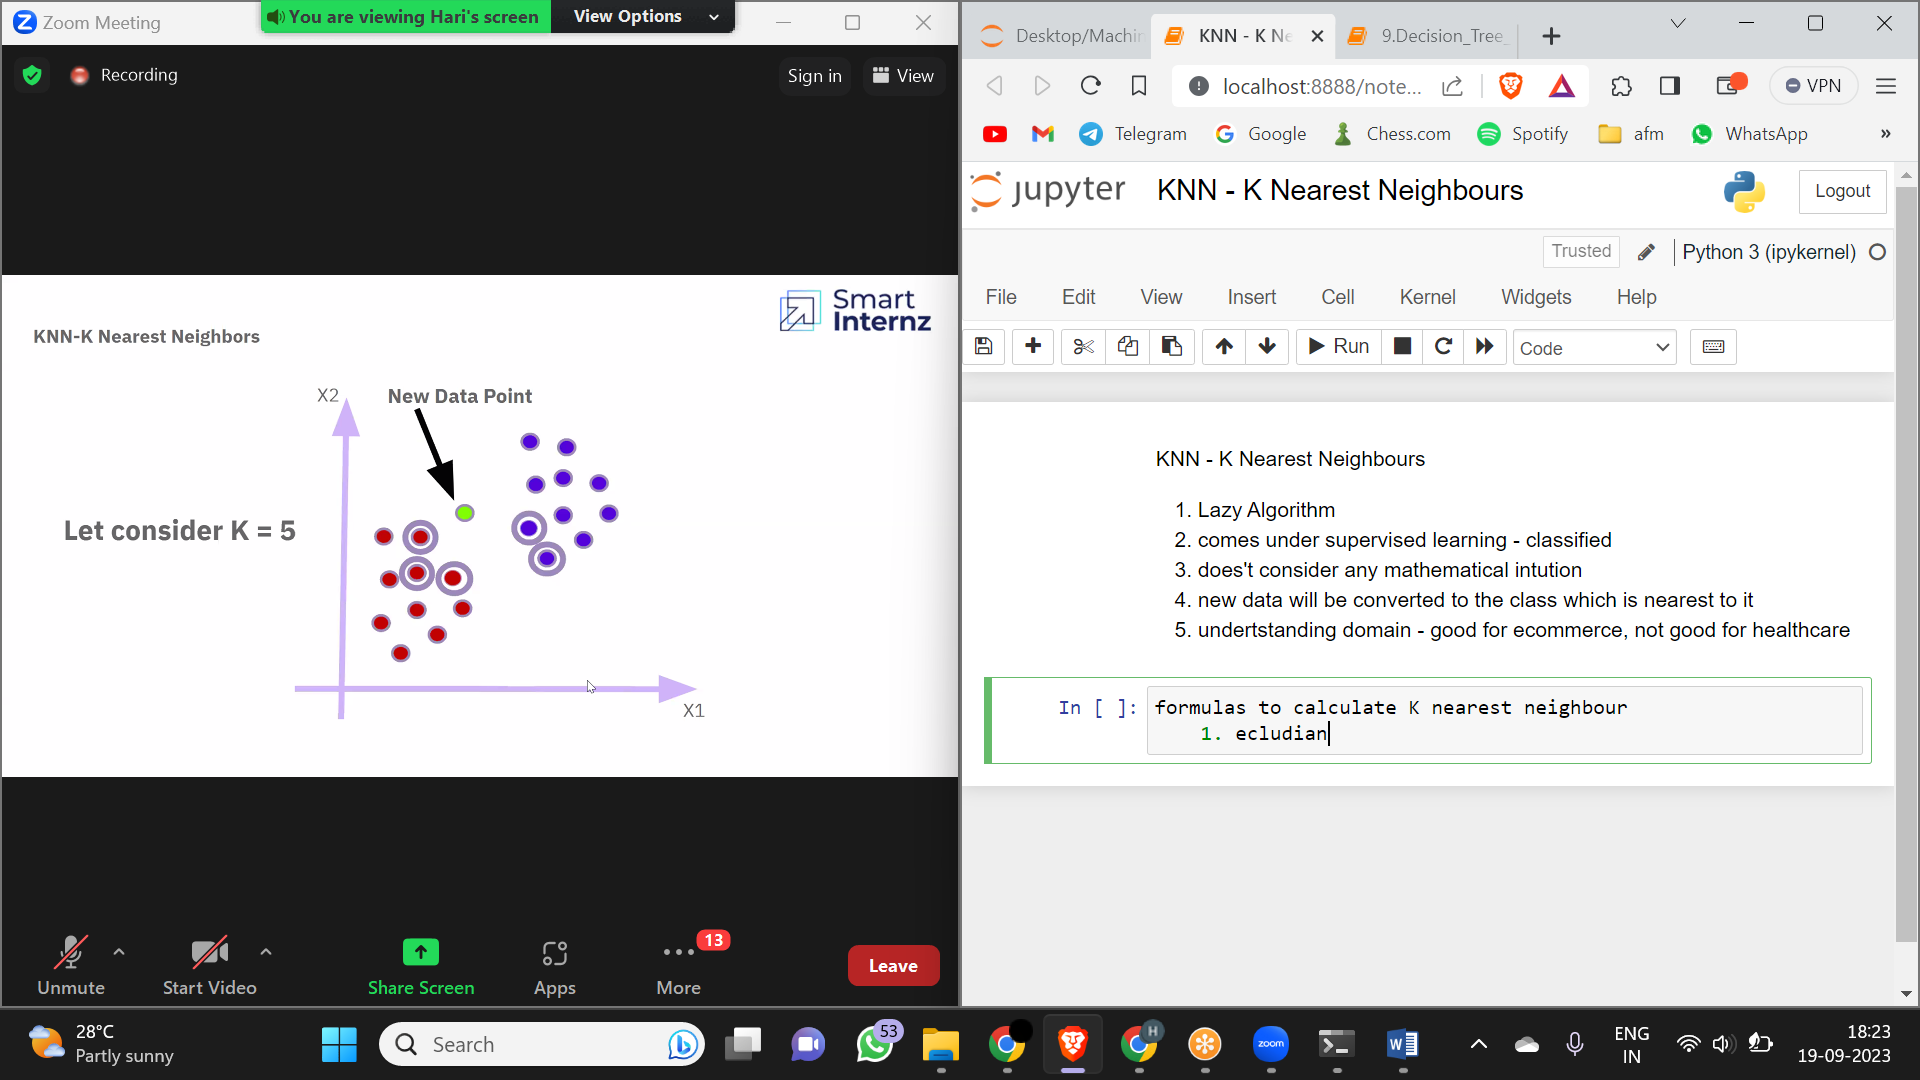 Zoom Meeting
You are viewing Hari's screen
View Options
Recording
Sign in
View
Smart
Internz
KNN-K Nearest Neighbors
X2
New Data Point
Let consider K = 5
X1
Unmute
Start Video
Share Screen
Apps
13
More
Leave
Desktop/Machin
KNN - K Ne
9.Decision_Tree_
localhost:8888/note...
VPN
Telegram
Google
Chess.com
Spotify
afm
WhatsApp
»
jupyter
KNN - K Nearest Neighbours
Logout
Trusted
Python 3 (ipykernel)
File
Edit
View
Insert
Cell
Kernel
Widgets
Help
Run
Code
KNN - K Nearest Neighbours
1. Lazy Algorithm
2. comes under supervised learning - classified
3. does't consider any mathematical intution
4. new data will be converted to the class which is nearest to it
5. undertstanding domain - good for ecommerce, not good for healthcare
In [ ]:
formulas to calculate K nearest neighbour
1. ecludian
28°C
Partly sunny
Search
53
H
zoom
W
ENG
IN
18:23
19-09-2023